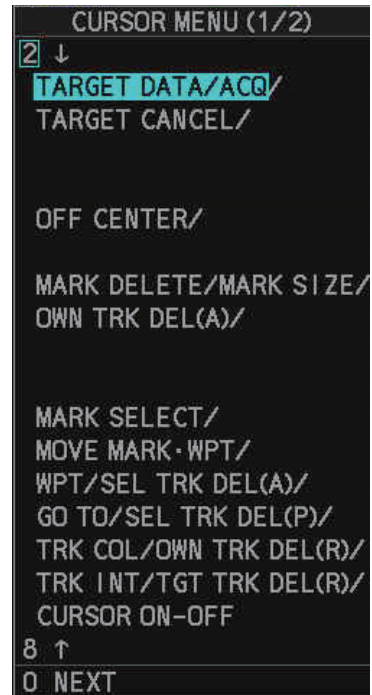 CURSOR MENU (1/2)
2 ↓
TARGET DATA/ACQ/
TARGET CANCEL/
OFF CENTER/
MARK DELETE/MARK SIZE/
OWN TRK DEL(A)/
MARK SELECT/
MOVE MARK·WPT/
WPT/SEL TRK DEL(A)/
GO TO/SEL TRK DEL(P)/
TRK COL/OWN TRK DEL(R)/
TRK INT/TGT TRK DEL(R)/
CURSOR ON-OFF
8 ↑
0 NEXT